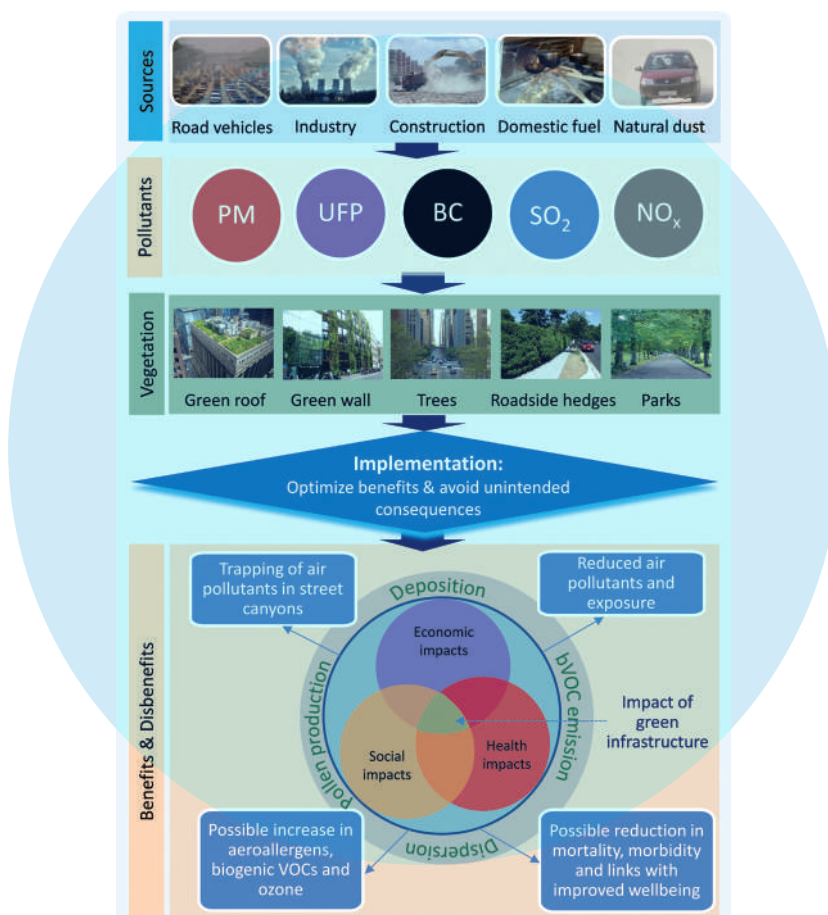 Sources
Road vehicles
Industry
Construction
Domestic fuel
Natural dust
Pollutants
PM
UFP
BC
SO₂
NOₓ
Vegetation
Green roof
Green wall
Trees
Roadside hedges
Parks
Implementation:
Optimize benefits & avoid unintended
consequences
Benefits & Disbenefits
Trapping of air
pollutants in street
canyons
Reduced air
pollutants and
exposure
Deposition
Economic
impacts
Pollen production
bVOC emission
Impact of
green
infrastructure
Social
impacts
Health
impacts
Dispersion
Possible increase in
aeroallergens,
biogenic VOCs and
ozone
Possible reduction in
mortality, morbidity
and links with
improved wellbeing